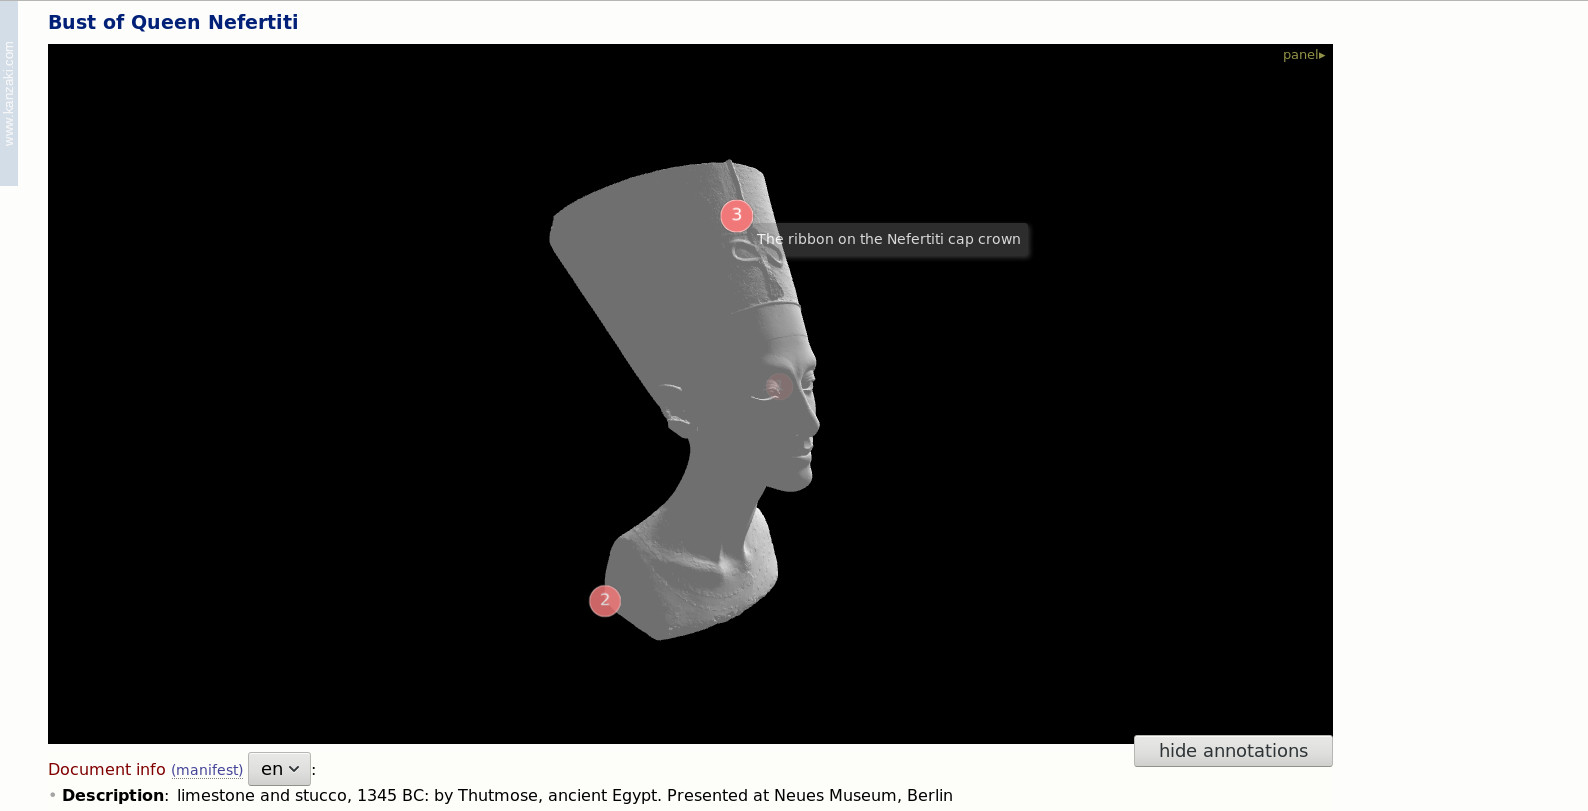 Bust of Queen Nefertiti
www.kanzaki.com
panel▸
3
The ribbon on the Nefertiti cap crown
2
hide annotations
Document info (manifest) en :
• Description: limestone and stucco, 1345 BC: by Thutmose, ancient Egypt. Presented at Neues Museum, Berlin